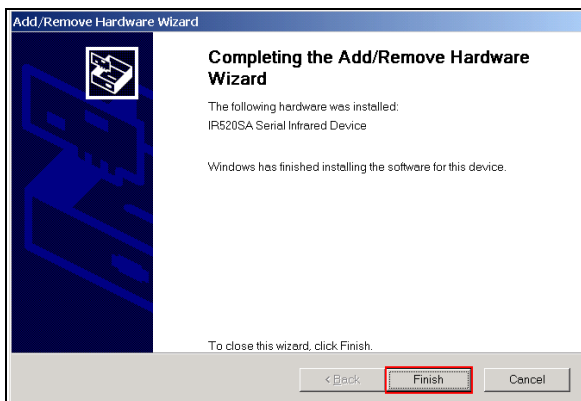 Add/Remove Hardware Wizard
Completing the Add/Remove Hardware
Wizard
The following hardware was installed:
IR520SA Serial Infrared Device
Windows has finished installing the software for this device.
To close this wizard, click Finish.
< Back Finish Cancel